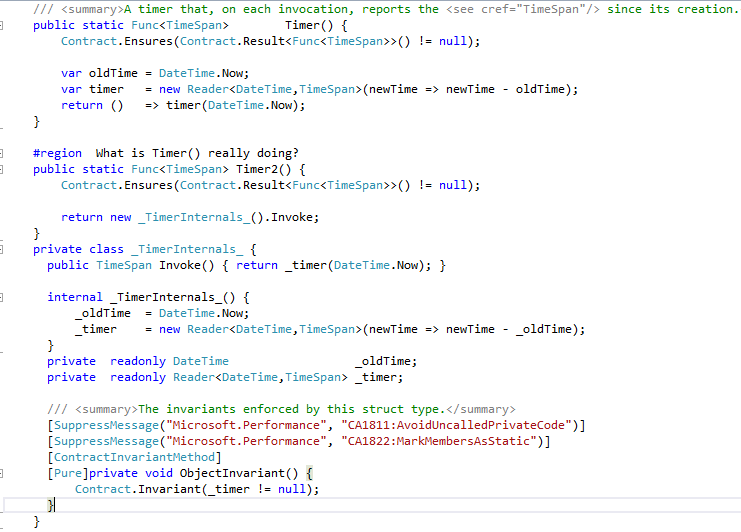 /// <summary>A timer that, on each invocation, reports the <see cref="TimeSpan"/> since its creation.
public static Func<TimeSpan>        Timer() {
    Contract.Ensures(Contract.Result<Func<TimeSpan>>() != null);

    var oldTime = DateTime.Now;
    var timer   = new Reader<DateTime,TimeSpan>(newTime => newTime - oldTime);
    return ()   => timer(DateTime.Now);
}

#region  What is Timer() really doing?
public static Func<TimeSpan> Timer2() {
    Contract.Ensures(Contract.Result<Func<TimeSpan>>() != null);

    return new _TimerInternals_().Invoke;
}
private class _TimerInternals_ {
  public TimeSpan Invoke() { return _timer(DateTime.Now); }

  internal _TimerInternals_() {
      _oldTime  = DateTime.Now;
      _timer    = new Reader<DateTime,TimeSpan>(newTime => newTime - _oldTime);
  }
  private  readonly DateTime                  _oldTime;
  private  readonly Reader<DateTime,TimeSpan> _timer;

  /// <summary>The invariants enforced by this struct type.</summary>
  [SuppressMessage("Microsoft.Performance", "CA1811:AvoidUncalledPrivateCode")]
  [SuppressMessage("Microsoft.Performance", "CA1822:MarkMembersAsStatic")]
  [ContractInvariantMethod]
  [Pure]private void ObjectInvariant() {
      Contract.Invariant(_timer != null);
  }
}